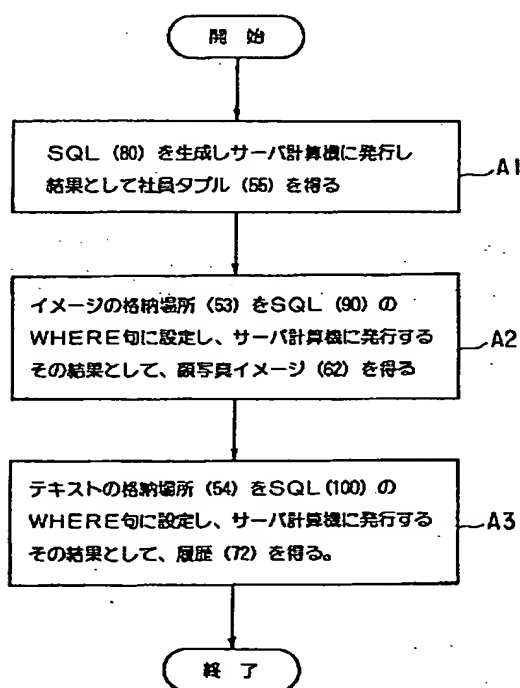 開 始
SQL (80) を生成しサーバ計算機に発行し
結果として社員タプル (55) を得る
A1
イメージの格納場所 (53) をSQL (90) の
WHERE句に設定し、サーバ計算機に発行する
その結果として、顔写真イメージ (62) を得る
A2
テキストの格納場所 (54) をSQL (100) の
WHERE句に設定し、サーバ計算機に発行する
その結果として、履歴 (72) を得る。
A3
終 了